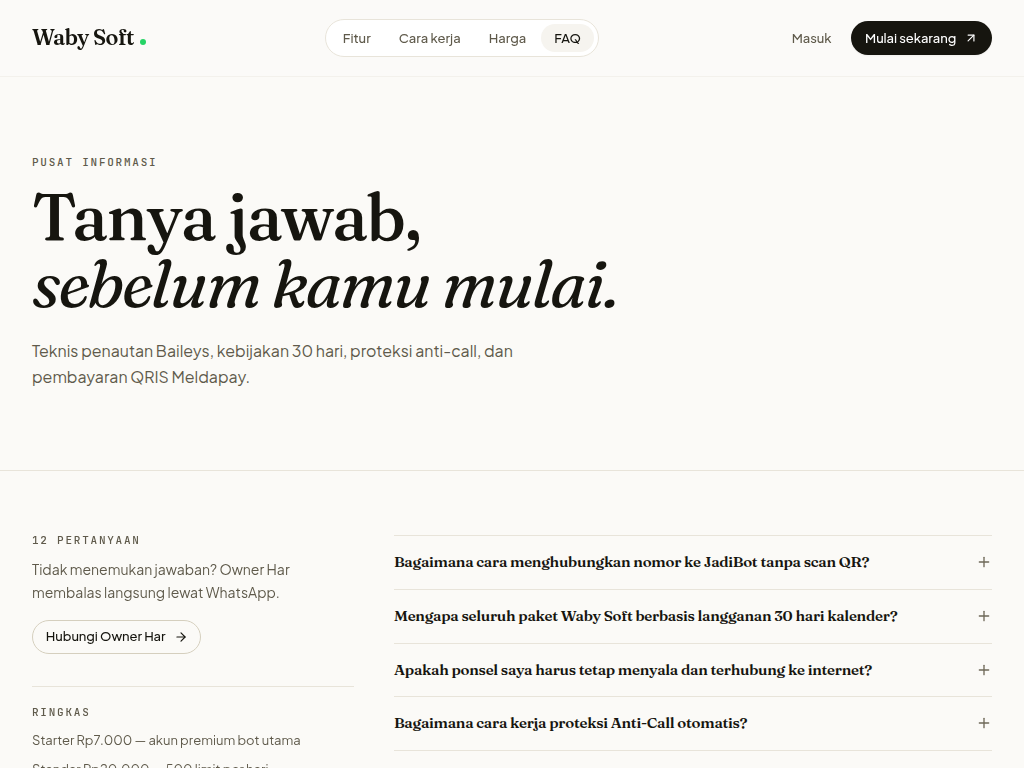 Waby Soft
Fitur
Cara kerja
Harga
FAQ
Masuk
Mulai sekarang
PUSAT INFORMASI
Tanya jawab,
sebelum kamu mulai.
Teknis penautan Baileys, kebijakan 30 hari, proteksi anti-call, dan
pembayaran QRIS Meldapay.
12 PERTANYAAN
Tidak menemukan jawaban? Owner Har
membalas langsung lewat WhatsApp.
Hubungi Owner Har
RINGKAS
Starter Rp7.000 — akun premium bot utama
Bagaimana cara menghubungkan nomor ke JadiBot tanpa scan QR?
Mengapa seluruh paket Waby Soft berbasis langganan 30 hari kalender?
Apakah ponsel saya harus tetap menyala dan terhubung ke internet?
Bagaimana cara kerja proteksi Anti-Call otomatis?